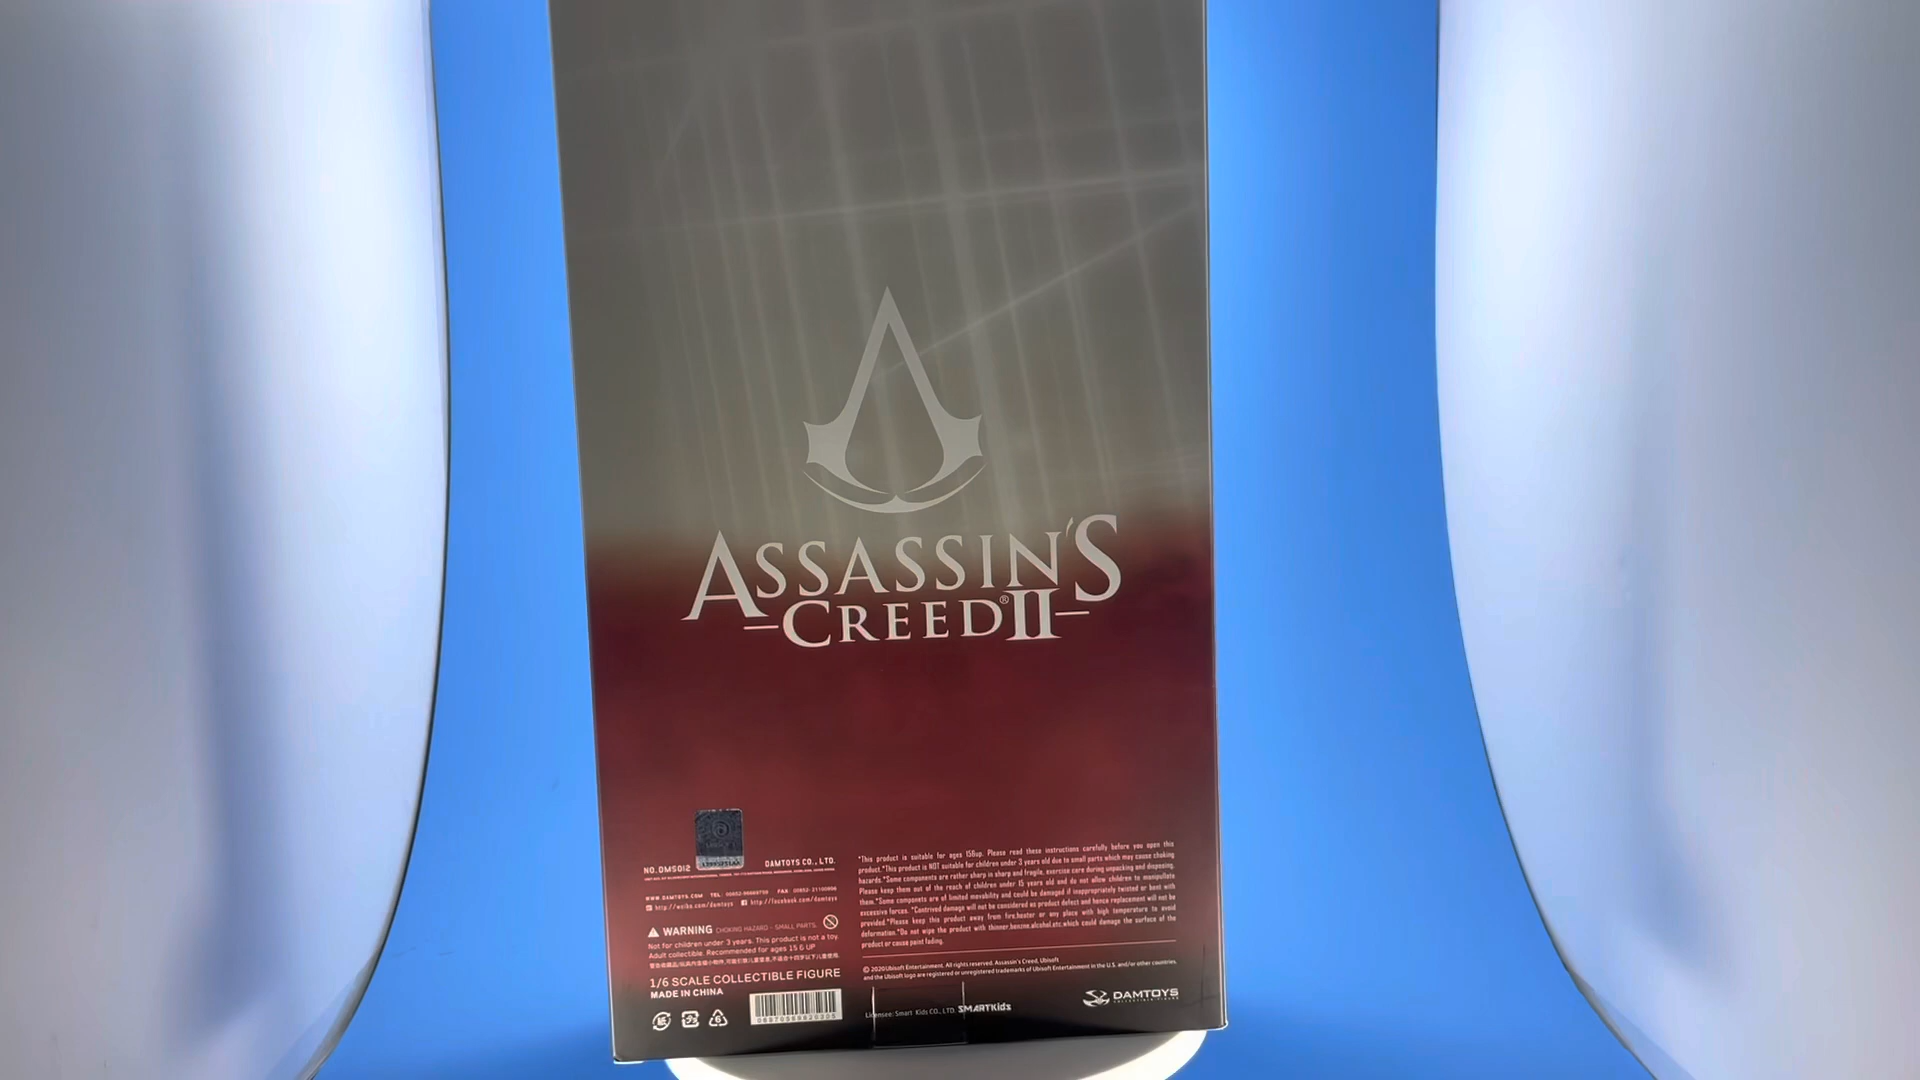 ASSASSIN'S
CREED® II
NO.DMS012
DAMTOYS CO., LTD.
WWW.DAMTOYS.COM TEL: 00852-99869759 FAX 00852-21100906
http://weibo.com/damtoys http://facebook.com/damtoys
WARNING CHOKING HAZARD - SMALL PARTS.
Not for children under 3 years. This product is not a toy.
Adult collectible. Recommended for ages 15 & UP
1/6 SCALE COLLECTIBLE FIGURE
MADE IN CHINA
*This product is suitable for ages 15&up. Please read these instructions carefully before you open this
product.*This product is NOT suitable for children under 3 years old due to small parts which may cause choking
hazards.*Some components are rather sharp in sharp and fragile, exercise care during unpacking and disposing.
Please keep them out of the reach of children under 15 years old and do not allow children to manipulate
them.*Some componets are of limited movability and could be damaged if inappropriately twisted or bent with
excessive forces. *Contrived damage will not be considered as product defect and hence replacement will not be
provided.*Please keep this product away from fire,heater or any place with high temperature to avoid
deformation.*Do not wipe the product with thinner,benzine,alcohol,etc.which could damage the surface of the
product or cause paint fading.
© 2020Ubisoft Entertainment. All rights reserved. Assassin's Creed, Ubisoft
and the Ubisoft logo are registered or unregistered trademarks of Ubisoft Entertainment in the U.S. and/or other countries.
Licensee: Smart Kids CO., LTD. SMARTKids
DAMTOYS